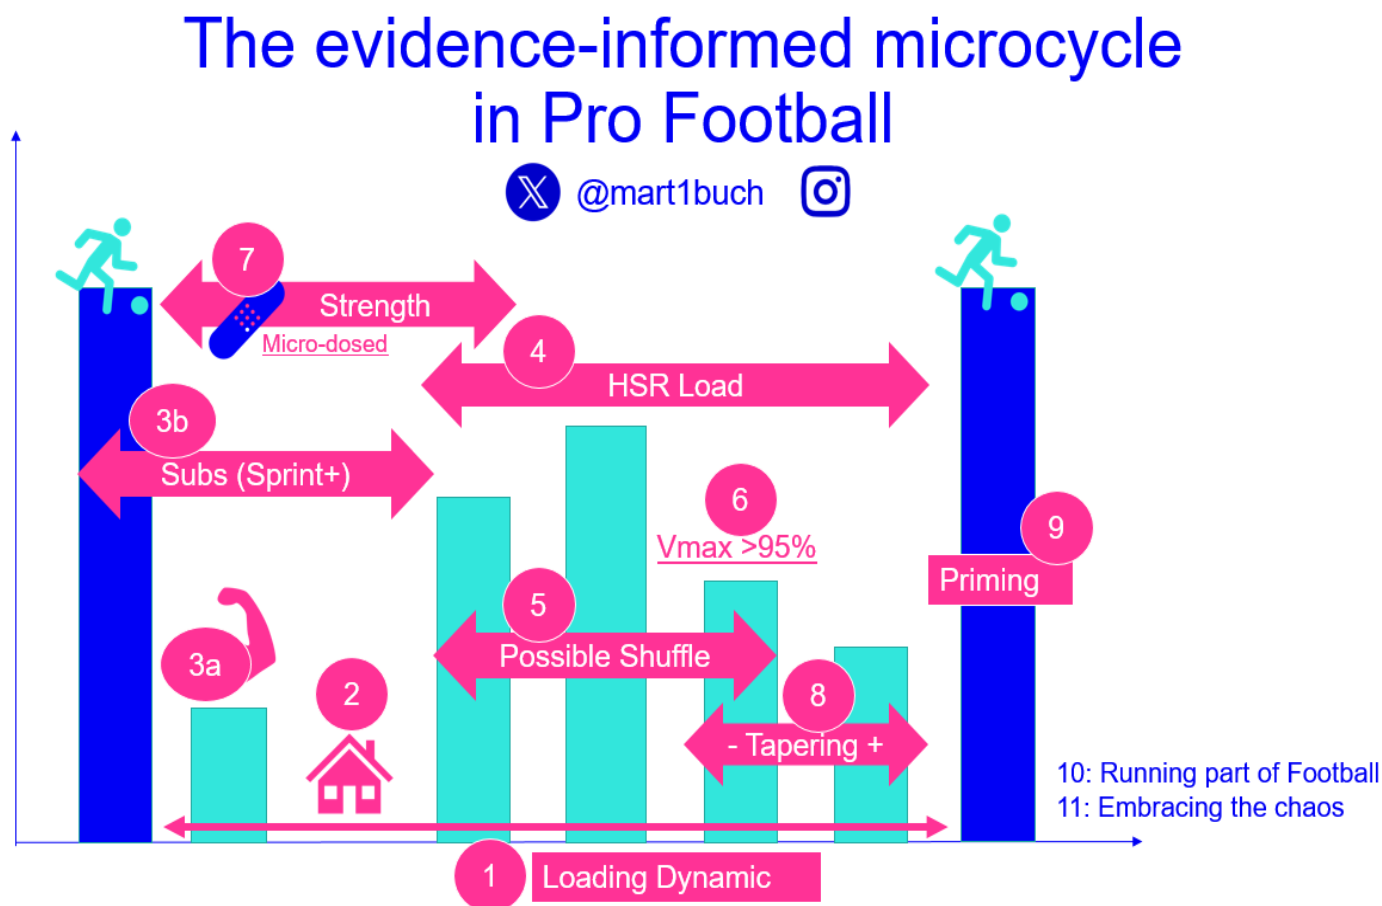 The evidence-informed microcycle
in Pro Football
@mart1buch
7
Strength
Micro-dosed
4
HSR Load
3b
Subs (Sprint+)
6
Vmax >95%
9
Priming
5
Possible Shuffle
3a
2
8
- Tapering +
10: Running part of Football
11: Embracing the chaos
1
Loading Dynamic